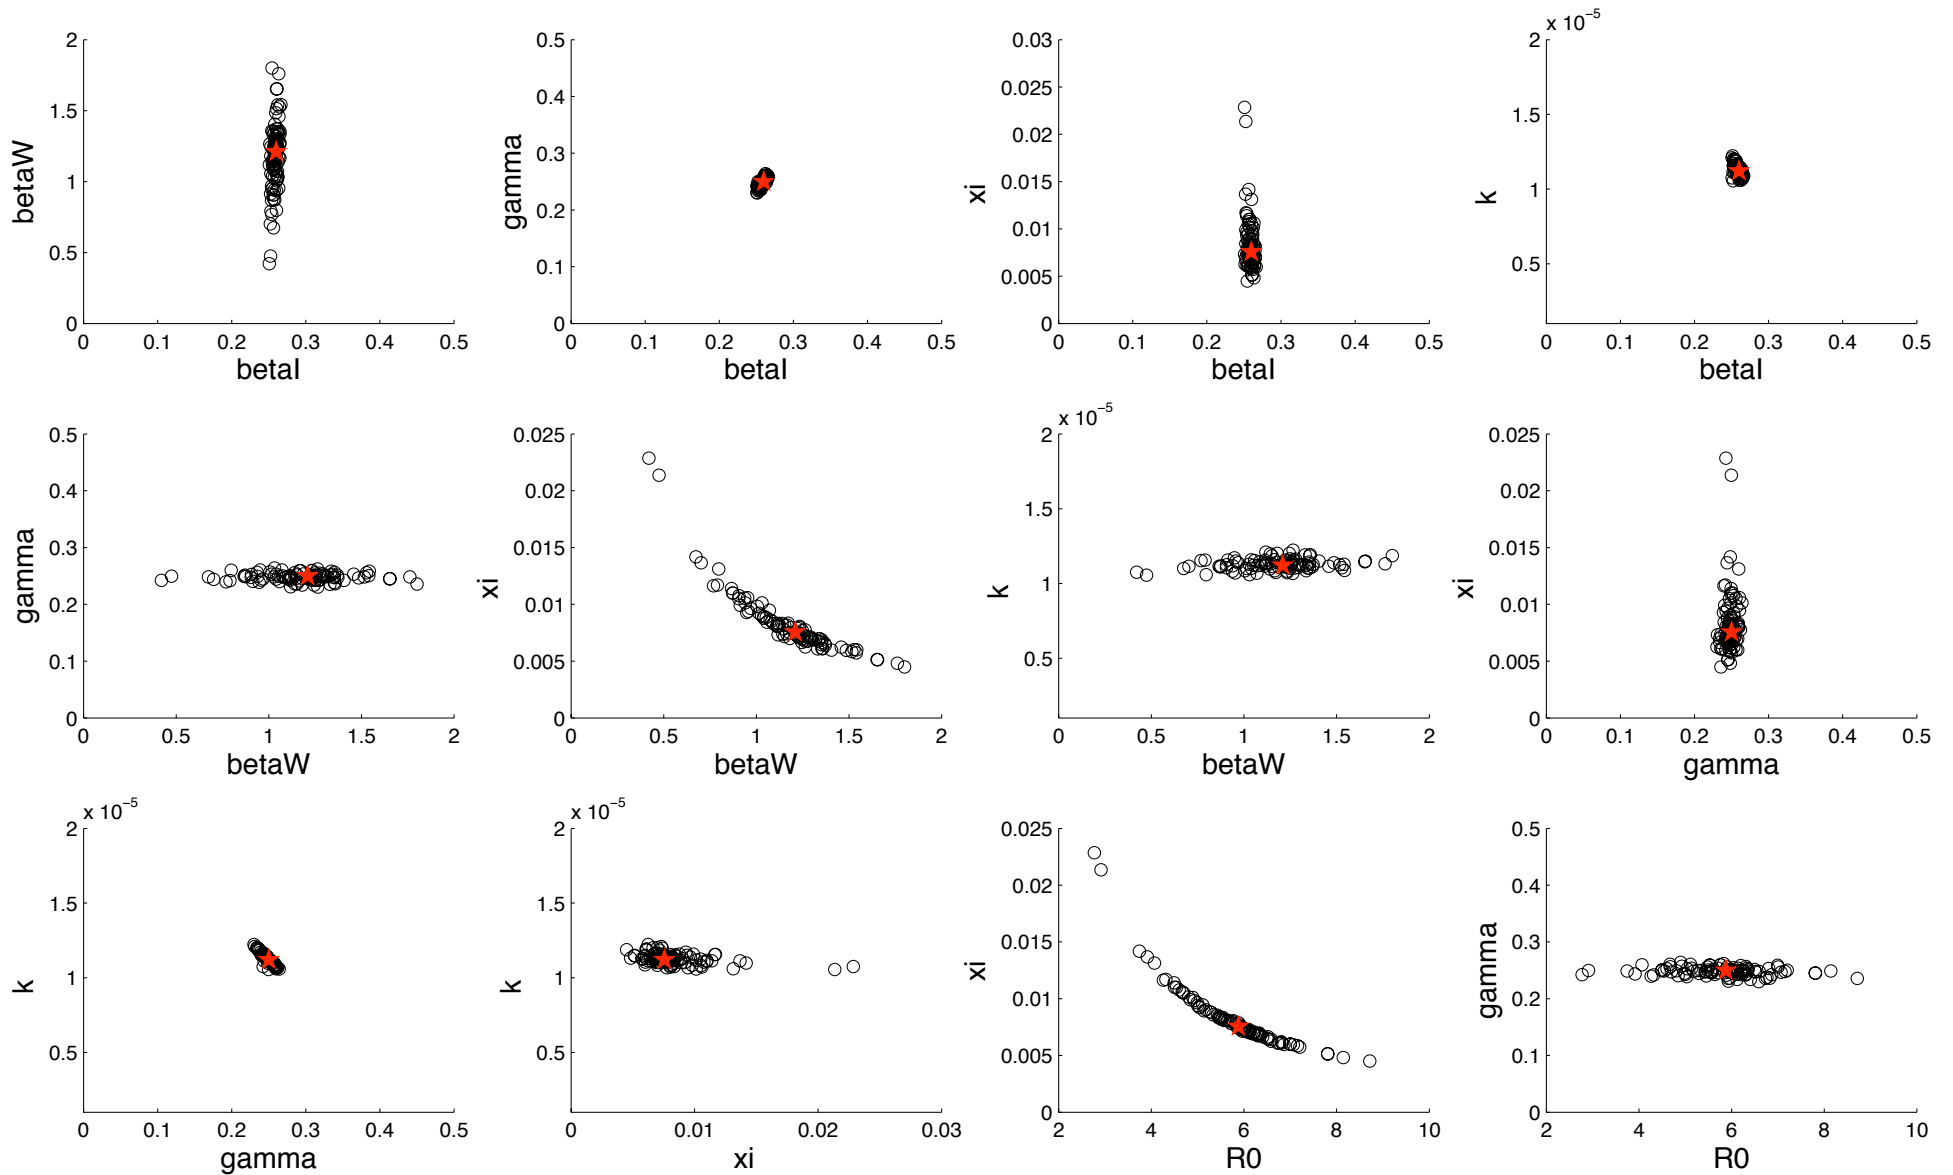 2
1.5
1
0.5
0
betaW
0 0.1 0.2 0.3 0.4 0.5
betaI
0.5
0.4
0.3
0.2
0.1
0
gamma
0 0.1 0.2 0.3 0.4 0.5
betaI
0.03
0.025
0.02
0.015
0.01
0.005
0
xi
0 0.1 0.2 0.3 0.4 0.5
betaI
x 10⁻⁵
2
1.5
1
0.5
k
0 0.1 0.2 0.3 0.4 0.5
betaI
0.5
0.4
0.3
0.2
0.1
0
gamma
0 0.5 1 1.5 2
betaW
0.025
0.02
0.015
0.01
0.005
0
xi
0 0.5 1 1.5 2
betaW
x 10⁻⁵
2
1.5
1
0.5
k
0 0.5 1 1.5 2
betaW
0.025
0.02
0.015
0.01
0.005
0
xi
0 0.1 0.2 0.3 0.4 0.5
gamma
x 10⁻⁵
2
1.5
1
0.5
k
0 0.1 0.2 0.3 0.4 0.5
gamma
x 10⁻⁵
2
1.5
1
0.5
k
0 0.01 0.02 0.03
xi
0.025
0.02
0.015
0.01
0.005
0
xi
2 4 6 8 10
R0
0.5
0.4
0.3
0.2
0.1
0
gamma
2 4 6 8 10
R0